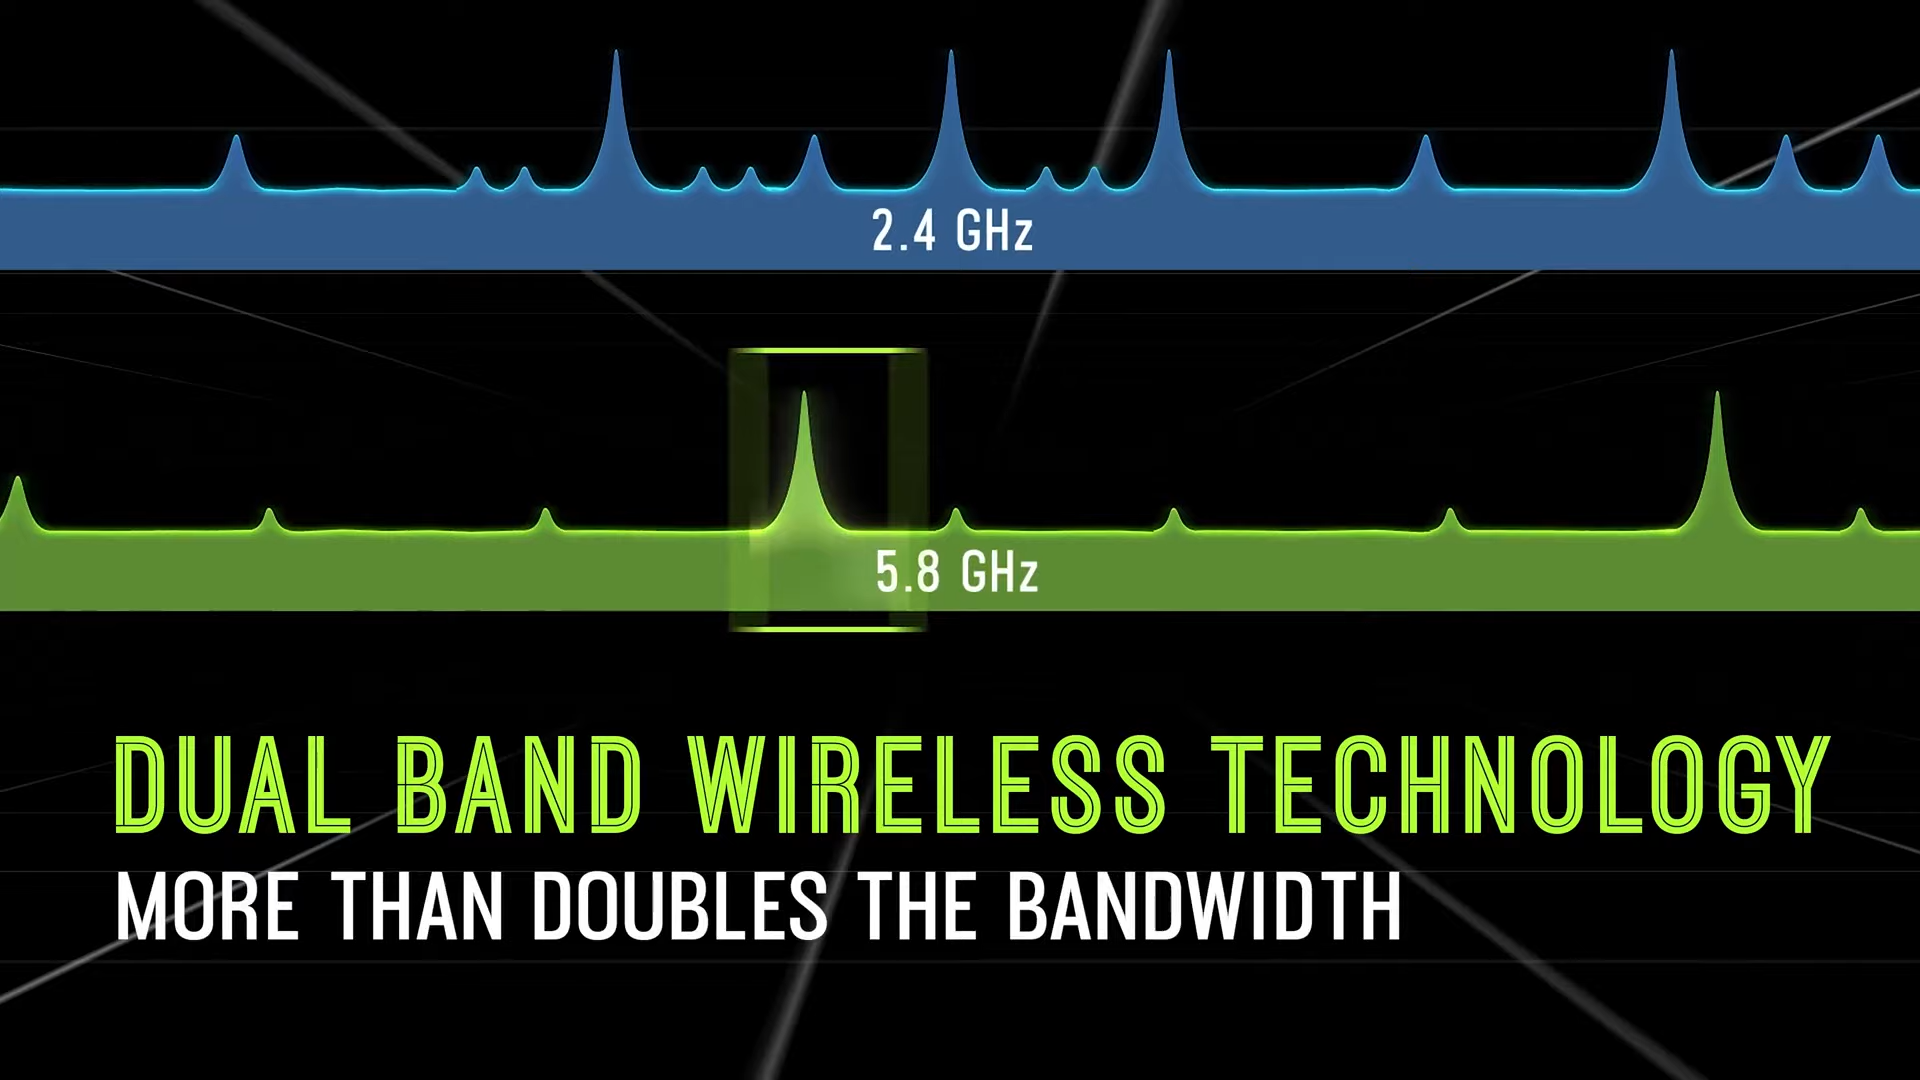 2.4 GHz
5.8 GHz
DUAL BAND WIRELESS TECHNOLOGY
MORE THAN DOUBLES THE BANDWIDTH